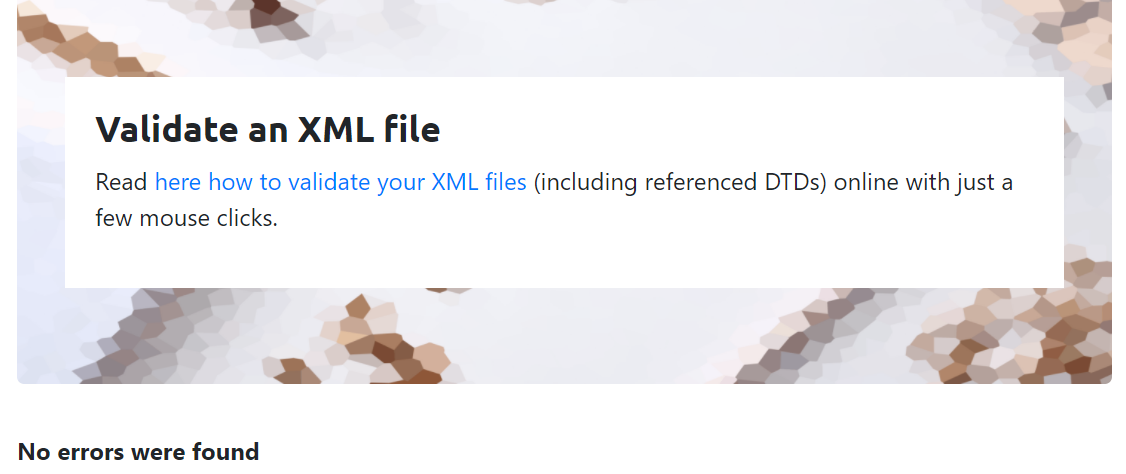 Validate an XML file
Read here how to validate your XML files (including referenced DTDs) online with just a
few mouse clicks.
No errors were found